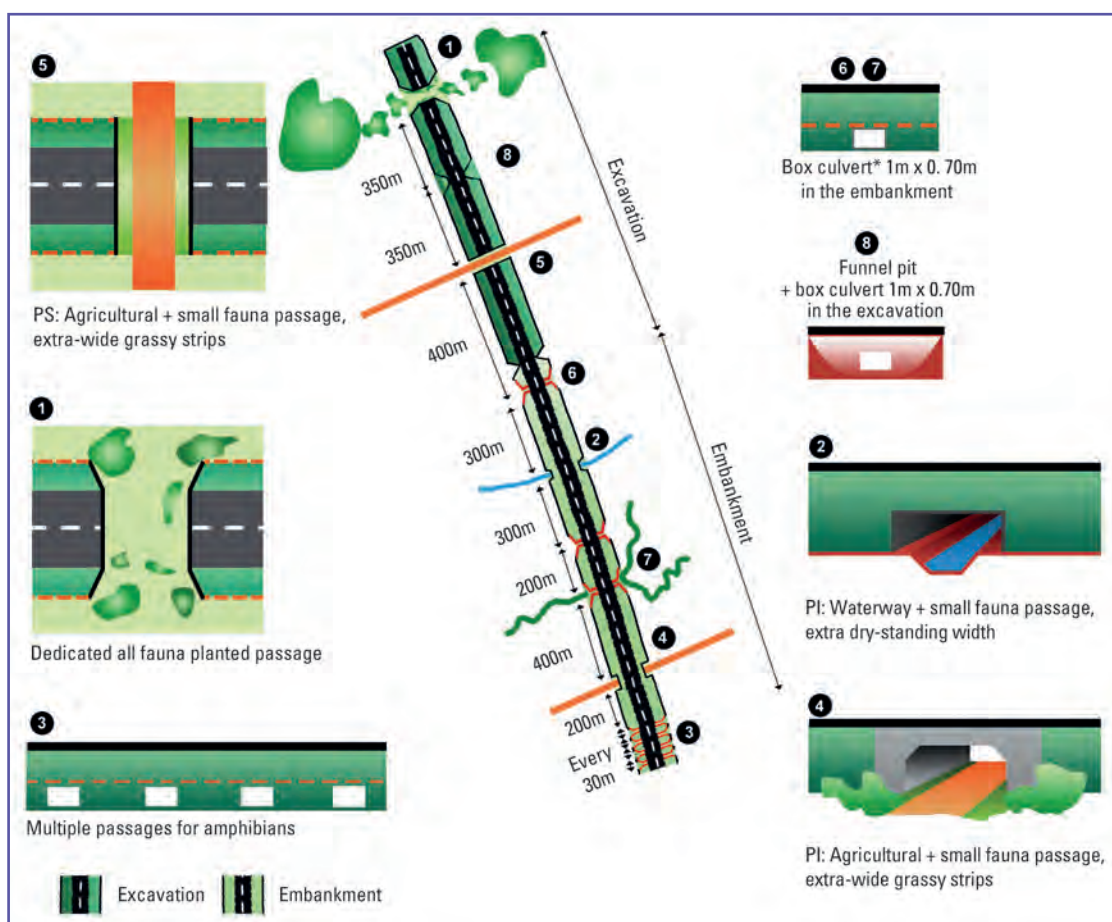 5
PS: Agricultural + small fauna passage,
extra-wide grassy strips
1
Dedicated all fauna planted passage
3
Multiple passages for amphibians
Excavation
Embankment
1
8
350m
350m
5
400m
6
300m
2
300m
200m
7
400m
4
200m
3
Every
30m
Excavation
Embankment
6 7
Box culvert* 1m x 0. 70m
in the embankment
8
Funnel pit
+ box culvert 1m x 0.70m
in the excavation
2
PI: Waterway + small fauna passage,
extra dry-standing width
4
PI: Agricultural + small fauna passage,
extra-wide grassy strips